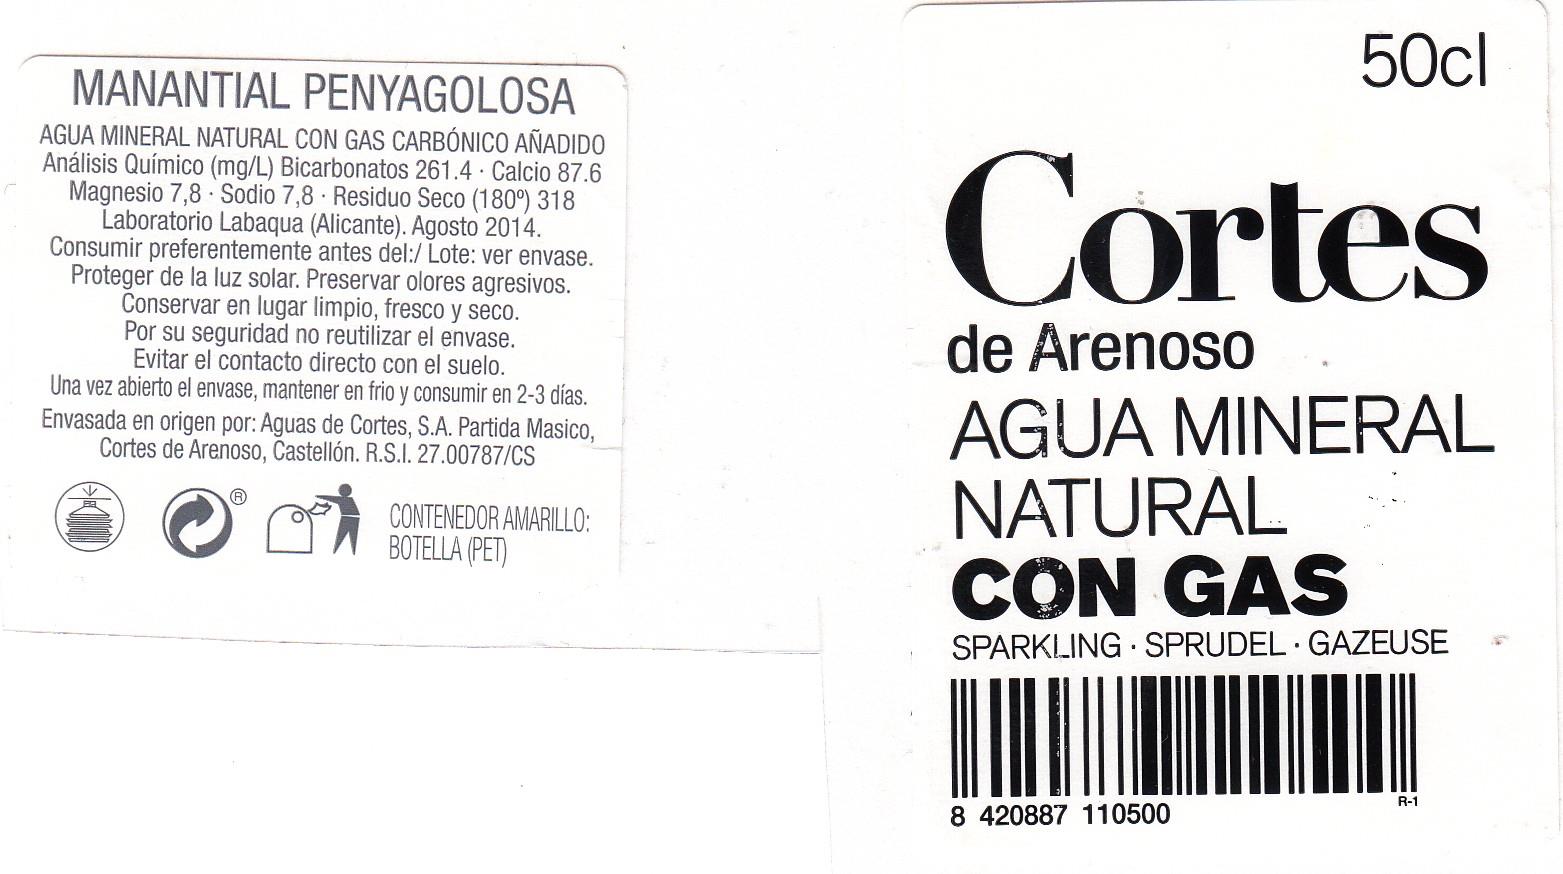 MANANTIAL PENYAGOLOSA
AGUA MINERAL NATURAL CON GAS CARBÓNICO AÑADIDO
Análisis Químico (mg/L) Bicarbonatos 261.4 · Calcio 87.6
Magnesio 7,8 · Sodio 7,8 · Residuo Seco (180º) 318
Laboratorio Labaqua (Alicante). Agosto 2014.
Consumir preferentemente antes del:/ Lote: ver envase.
Proteger de la luz solar. Preservar olores agresivos.
Conservar en lugar limpio, fresco y seco.
Por su seguridad no reutilizar el envase.
Evitar el contacto directo con el suelo.
Una vez abierto el envase, mantener en frio y consumir en 2-3 días.
Envasada en origen por: Aguas de Cortes, S.A. Partida Masico,
Cortes de Arenoso, Castellón. R.S.I. 27.00787/CS
®
CONTENEDOR AMARILLO:
BOTELLA (PET)
50cl
Cortes
de Arenoso
AGUA MINERAL
NATURAL
CON GAS
SPARKLING · SPRUDEL · GAZEUSE
R-1
8 420887 110500